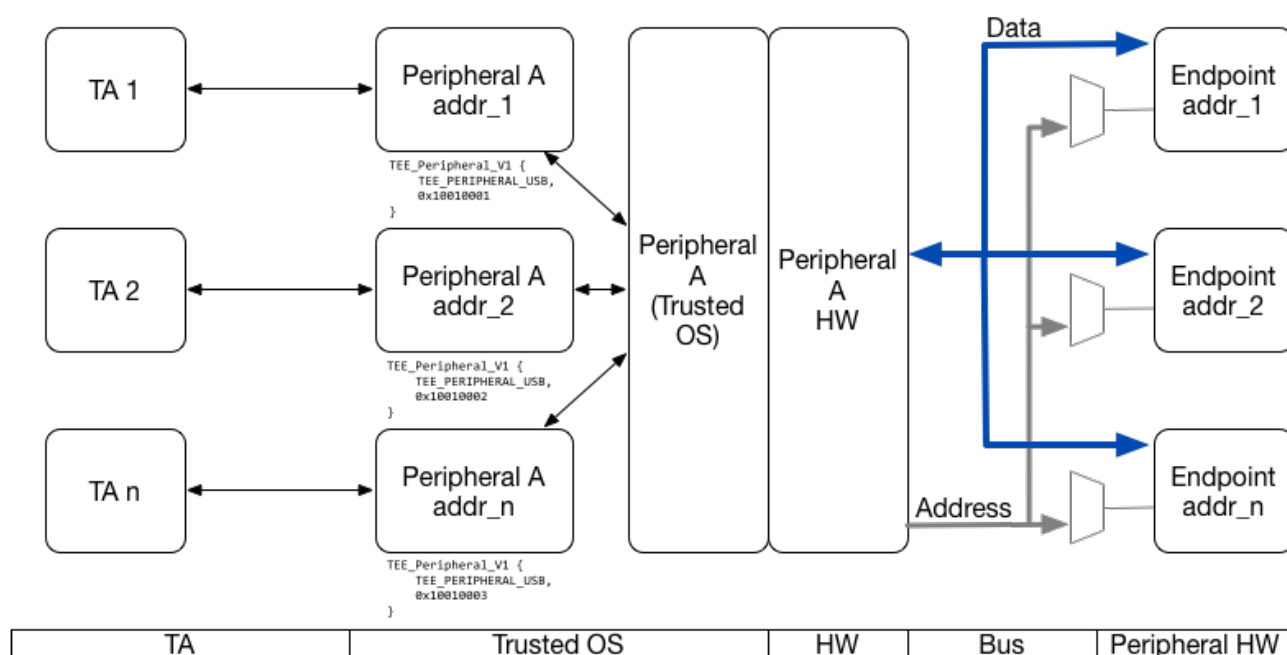 Data
TA 1
Peripheral A
addr_1
Endpoint
addr_1
TEE_Peripheral_V1 {
TEE_PERIPHERAL_USB,
0x10010001
}
TA 2
Peripheral A
addr_2
Peripheral
A
(Trusted
OS)
Peripheral
A
HW
Endpoint
addr_2
TEE_Peripheral_V1 {
TEE_PERIPHERAL_USB,
0x10010002
}
TA n
Peripheral A
addr_n
Address
Endpoint
addr_n
TEE_Peripheral_V1 {
TEE_PERIPHERAL_USB,
0x10010003
}
TA
Trusted OS
HW
Bus
Peripheral HW